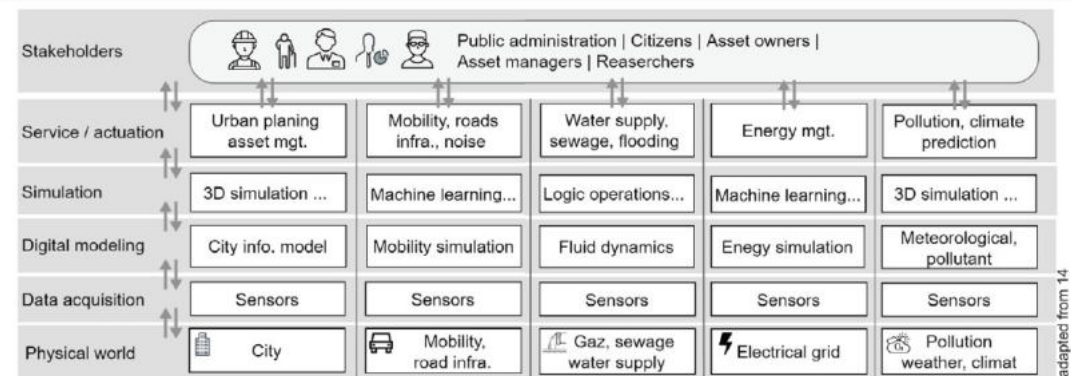 Stakeholders
Public administration | Citizens | Asset owners |
Asset managers | Reaserchers
Service / actuation
Urban planing
asset mgt.
Mobility, roads
infra., noise
Water supply,
sewage, flooding
Energy mgt.
Pollution, climate
prediction
Simulation
3D simulation ...
Machine learning...
Logic operations...
Machine learning...
3D simulation ...
Digital modeling
City info. model
Mobility simulation
Fluid dynamics
Enegy simulation
Meteorological,
pollutant
Data acquisition
Sensors
Sensors
Sensors
Sensors
Sensors
Physical world
City
Mobility,
road infra.
Gaz, sewage
water supply
Electrical grid
Pollution
weather, climat
adapted from 14